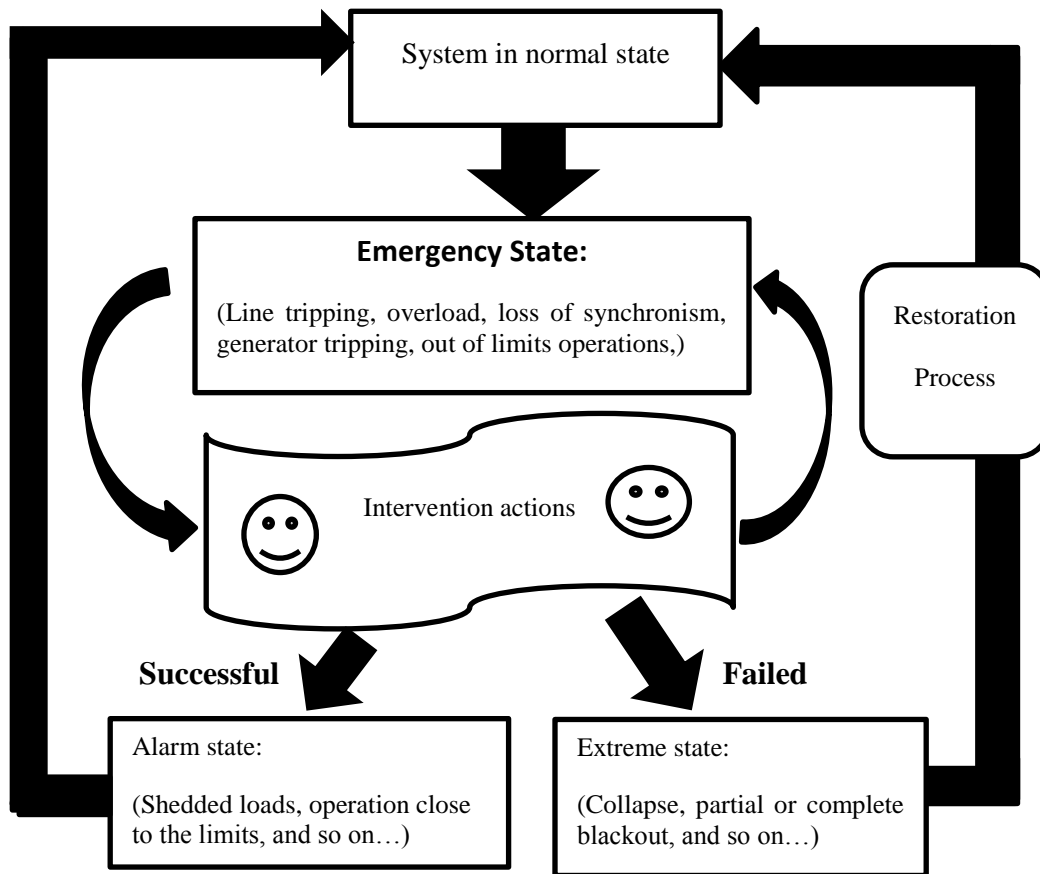 System in normal state
Emergency State:
(Line tripping, overload, loss of synchronism,
generator tripping, out of limits operations,)
Restoration
Process
Intervention actions
Successful
Failed
Alarm state:
(Shedded loads, operation close
to the limits, and so on…)
Extreme state:
(Collapse, partial or complete
blackout, and so on…)